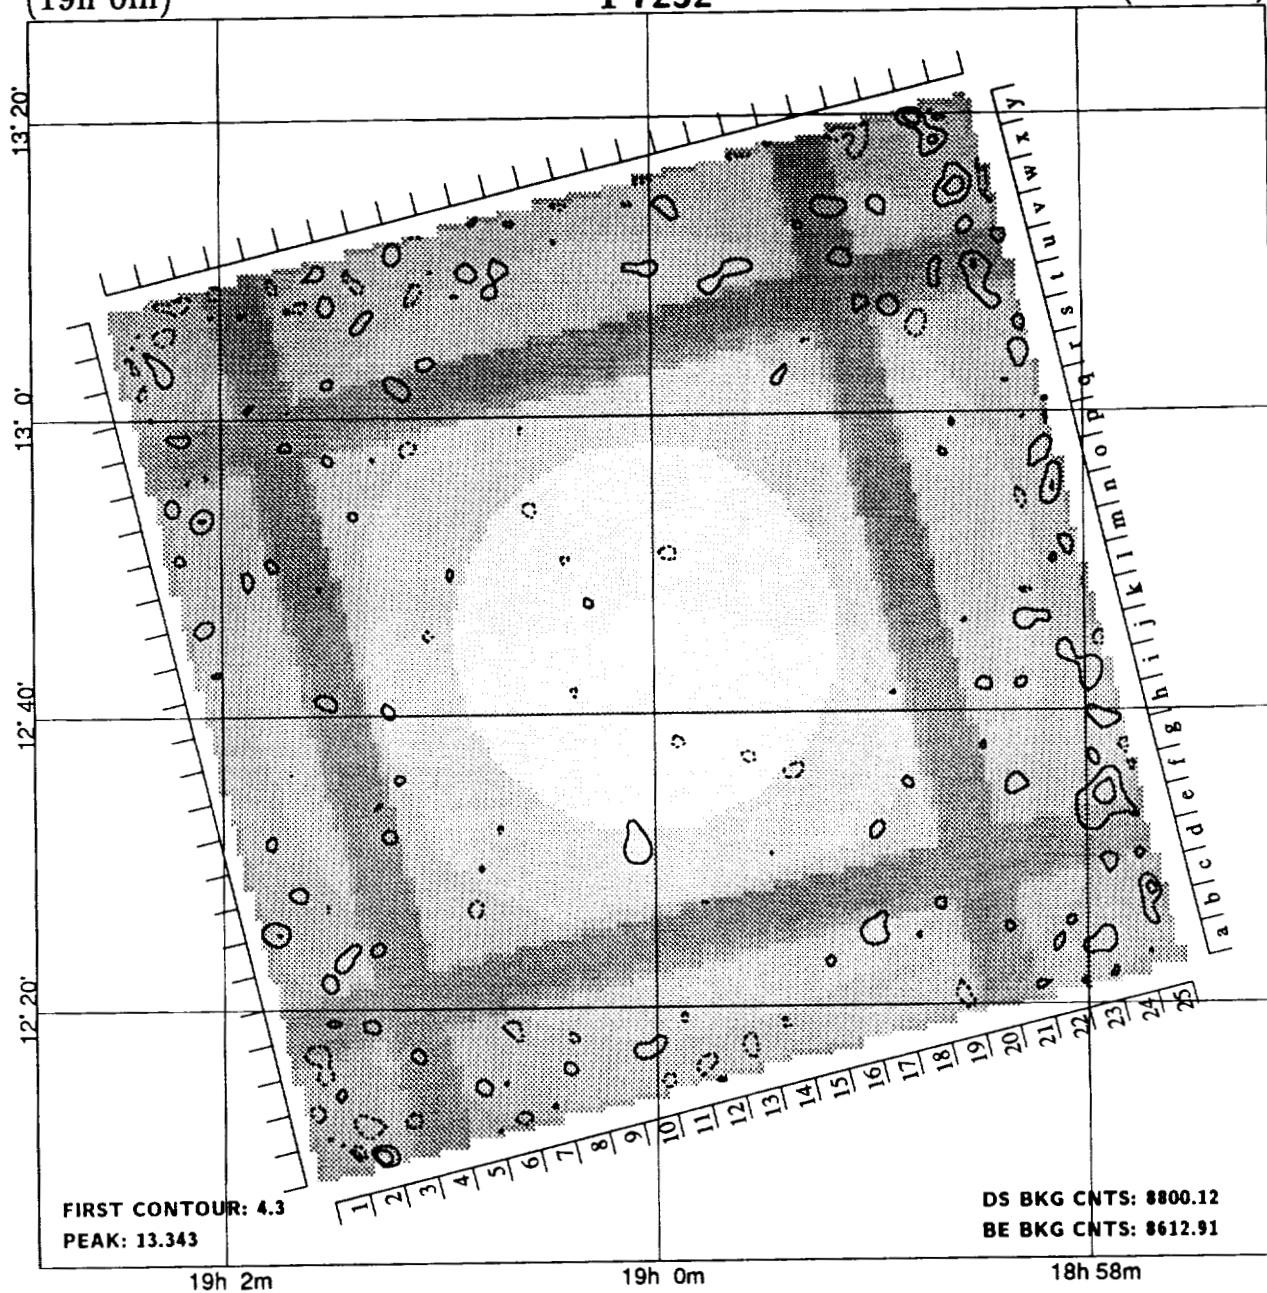 (19h 0m)
13° 20'
13° 0'
12° 40'
12° 20'
a b c d e f g h i j k l m n o p q r s t u v w x y
1 2 3 4 5 6 7 8 9 10 11 12 13 14 15 16 17 18 19 20 21 22 23 24 25
FIRST CONTOUR: 4.3
PEAK: 13.343
DS BKG CNTS: 8800.12
BE BKG CNTS: 8612.91
19h 2m
19h 0m
18h 58m